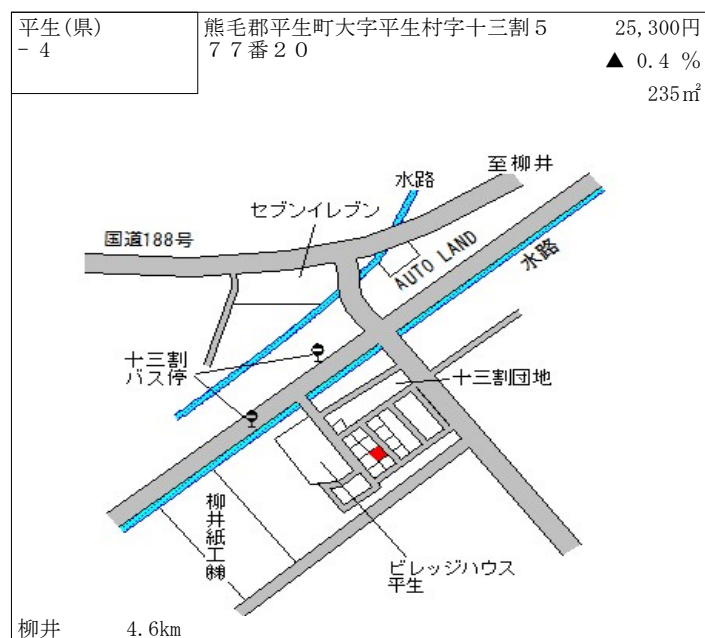 平生(県)
- 4
熊毛郡平生町大字平生村字十三割5
77番20
25,300円
▲ 0.4 %
235㎡
至柳井
水路
セブンイレブン
国道188号
AUTO LAND
水路
十三割
バス停
十三割団地
柳井紙工㈱
ビレッジハウス
平生
柳井 4.6km